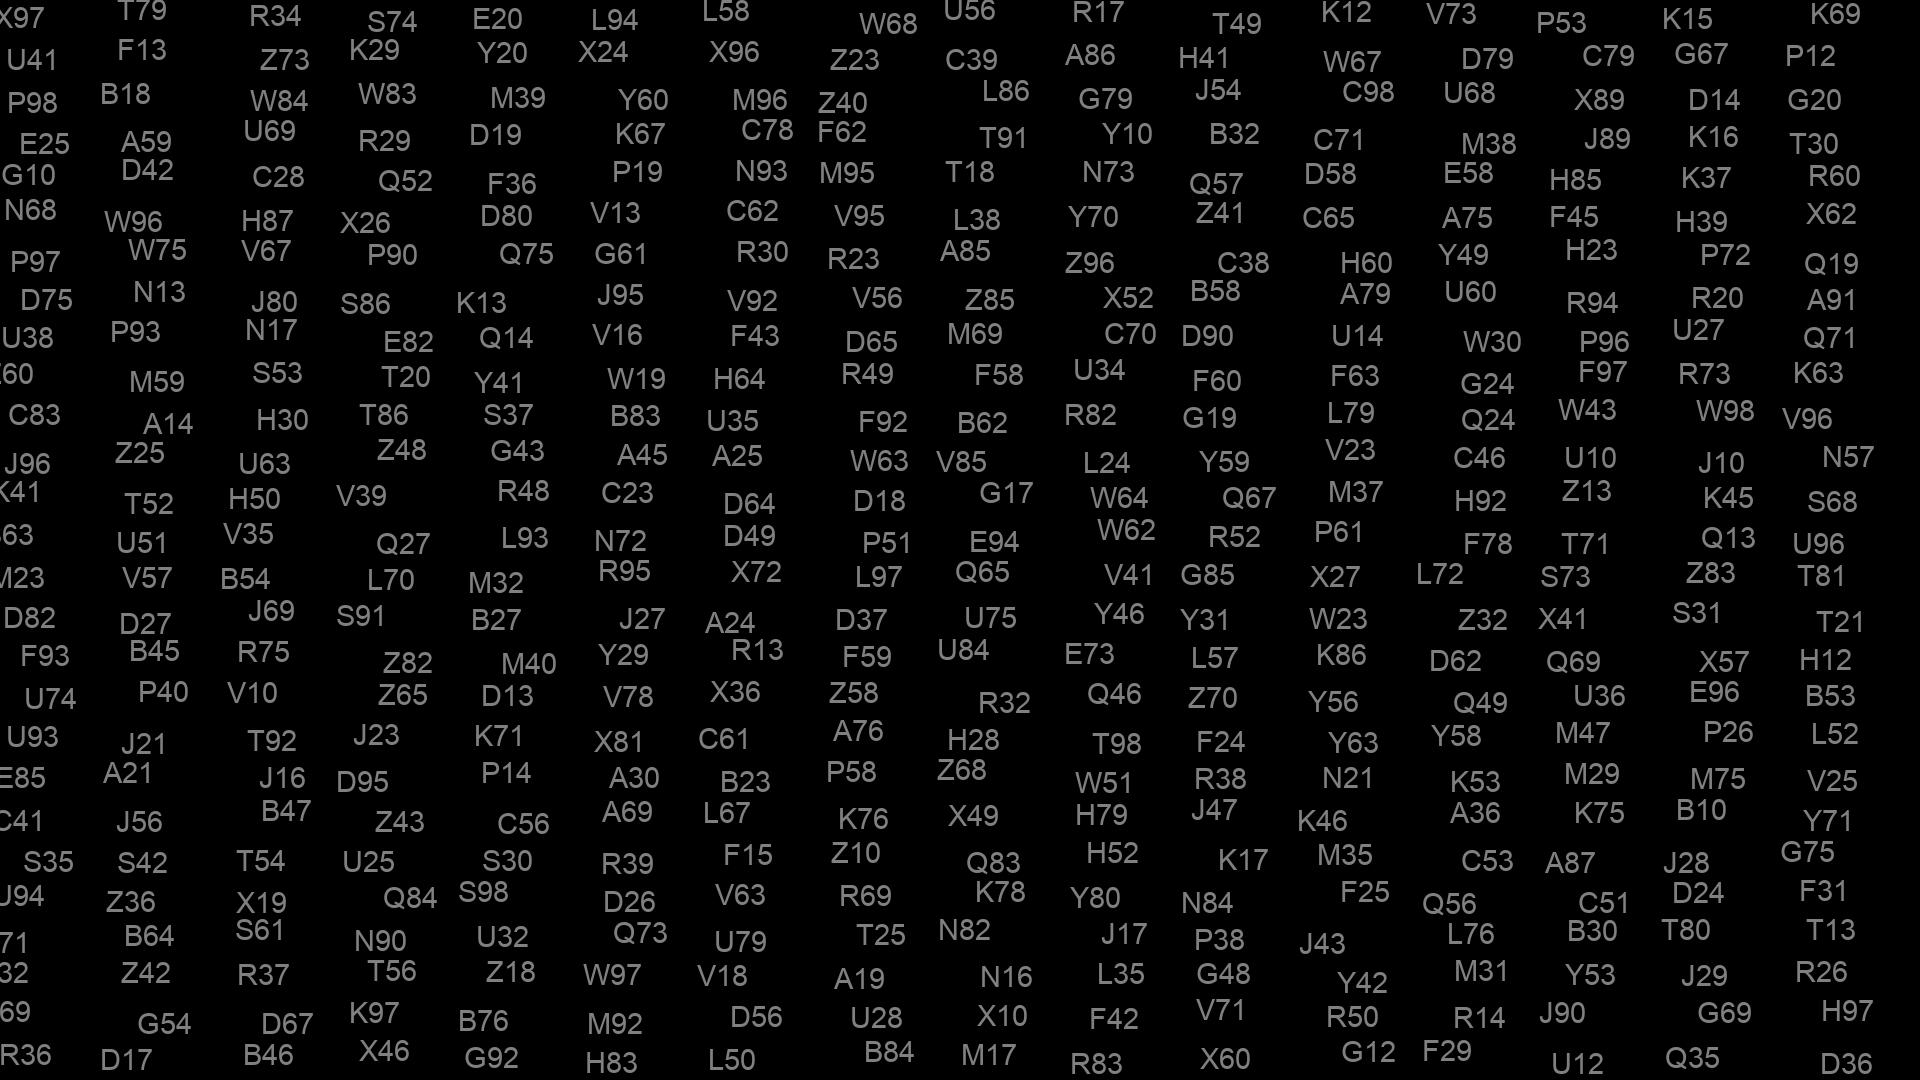 X97 T79 R34 S74 E20 L94 L58 W68 U56 R17 T49 K12 V73 P53 K15 K69
U41 F13 Z73 K29 Y20 X24 X96 Z23 C39 A86 H41 W67 D79 C79 G67 P12
P98 B18 W84 W83 M39 Y60 M96 Z40 L86 G79 J54 C98 U68 X89 D14 G20
E25 A59 U69 R29 D19 K67 C78 F62 T91 Y10 B32 C71 M38 J89 K16 T30
G10 D42 C28 Q52 F36 P19 N93 M95 T18 N73 Q57 D58 E58 H85 K37 R60
N68 W96 H87 X26 D80 V13 C62 V95 L38 Y70 Z41 C65 A75 F45 H39 X62
P97 W75 V67 P90 Q75 G61 R30 R23 A85 Z96 C38 H60 Y49 H23 P72 Q19
D75 N13 J80 S86 K13 J95 V92 V56 Z85 X52 B58 A79 U60 R94 R20 A91
U38 P93 N17 E82 Q14 V16 F43 D65 M69 C70 D90 U14 W30 P96 U27 Q71
60 M59 S53 T20 Y41 W19 H64 R49 F58 U34 F60 F63 G24 F97 R73 K63
C83 A14 H30 T86 S37 B83 U35 F92 B62 R82 G19 L79 Q24 W43 W98 V96
J96 Z25 U63 Z48 G43 A45 A25 W63 V85 L24 Y59 V23 C46 U10 J10 N57
K41 T52 H50 V39 R48 C23 D64 D18 G17 W64 Q67 M37 H92 Z13 K45 S68
63 U51 V35 Q27 L93 N72 D49 P51 E94 W62 R52 P61 F78 T71 Q13 U96
M23 V57 B54 L70 M32 R95 X72 L97 Q65 V41 G85 X27 L72 S73 Z83 T81
D82 D27 J69 S91 B27 J27 A24 D37 U75 Y46 Y31 W23 Z32 X41 S31 T21
F93 B45 R75 Z82 M40 Y29 R13 F59 U84 E73 L57 K86 D62 Q69 X57 H12
U74 P40 V10 Z65 D13 V78 X36 Z58 R32 Q46 Z70 Y56 Q49 U36 E96 B53
U93 J21 T92 J23 K71 X81 C61 A76 H28 T98 F24 Y63 Y58 M47 P26 L52
E85 A21 J16 D95 P14 A30 B23 P58 Z68 W51 R38 N21 K53 M29 M75 V25
C41 J56 B47 Z43 C56 A69 L67 K76 X49 H79 J47 K46 A36 K75 B10 Y71
S35 S42 T54 U25 S30 R39 F15 Z10 Q83 H52 K17 M35 C53 A87 J28 G75
U94 Z36 X19 Q84 S98 D26 V63 R69 K78 Y80 N84 F25 Q56 C51 D24 F31
71 B64 S61 N90 U32 Q73 U79 T25 N82 J17 P38 J43 L76 B30 T80 T13
32 Z42 R37 T56 Z18 W97 V18 A19 N16 L35 G48 Y42 M31 Y53 J29 R26
69 G54 D67 K97 B76 M92 D56 U28 X10 F42 V71 R50 R14 J90 G69 H97
R36 D17 B46 X46 G92 H83 L50 B84 M17 R83 X60 G12 F29 U12 Q35 D36